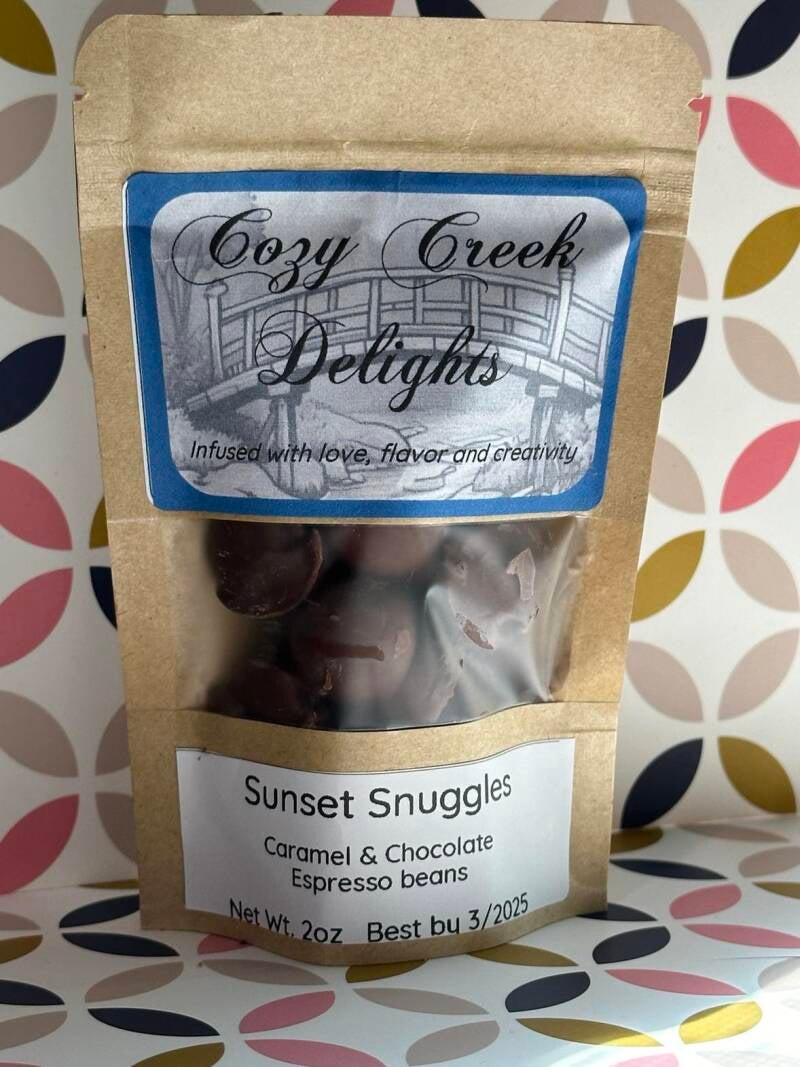 Cozy Creek
Delights
Infused with love, flavor and creativity
Sunset Snuggles
Caramel & Chocolate
Espresso beans
Net Wt. 2oz Best by 3/2025